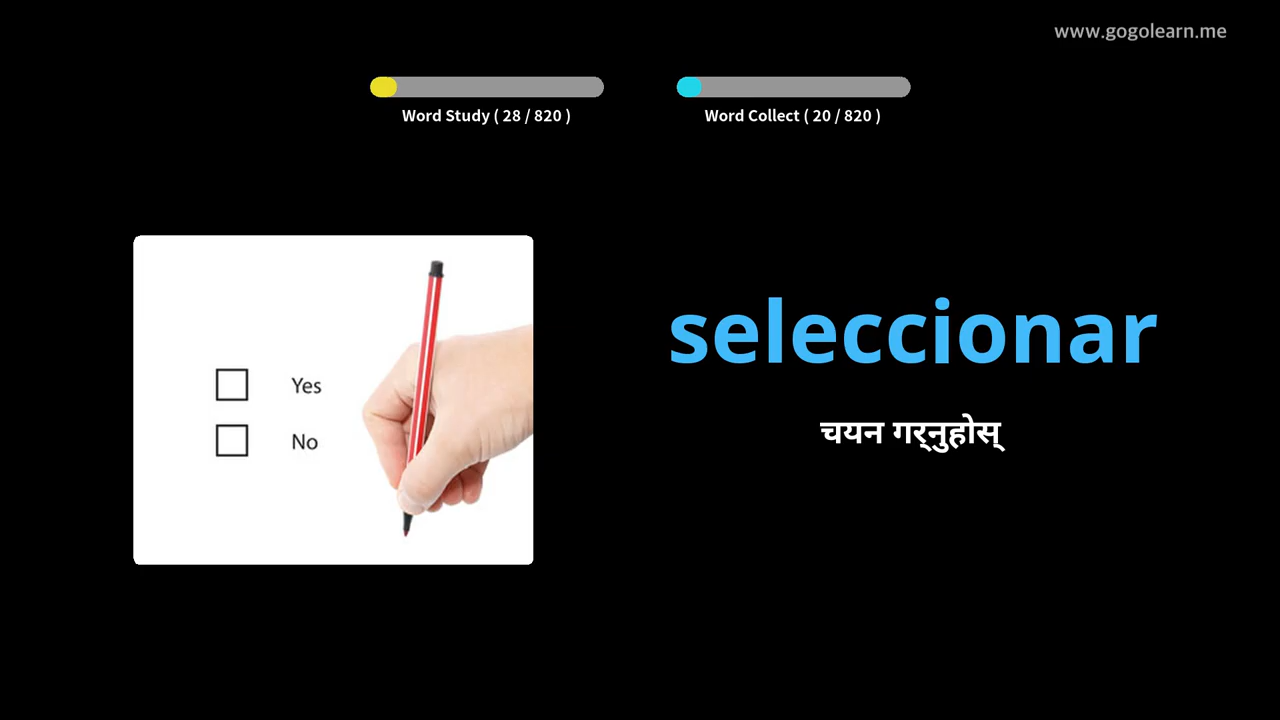 www.gogolearn.me
Word Study ( 28 / 820 )
Word Collect ( 20 / 820 )
Yes
No
seleccionar
चयन गर्नुहोस्